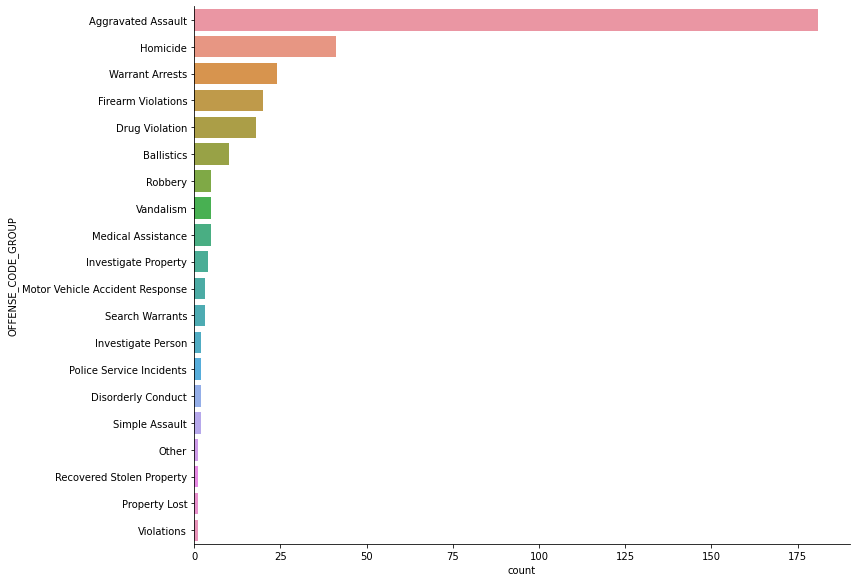 Aggravated Assault
Homicide
Warrant Arrests
Firearm Violations
Drug Violation
Ballistics
Robbery
Vandalism
Medical Assistance
Investigate Property
Motor Vehicle Accident Response
Search Warrants
Investigate Person
Police Service Incidents
Disorderly Conduct
Simple Assault
Other
Recovered Stolen Property
Property Lost
Violations
OFFENSE_CODE_GROUP
0 25 50 75 100 125 150 175
count